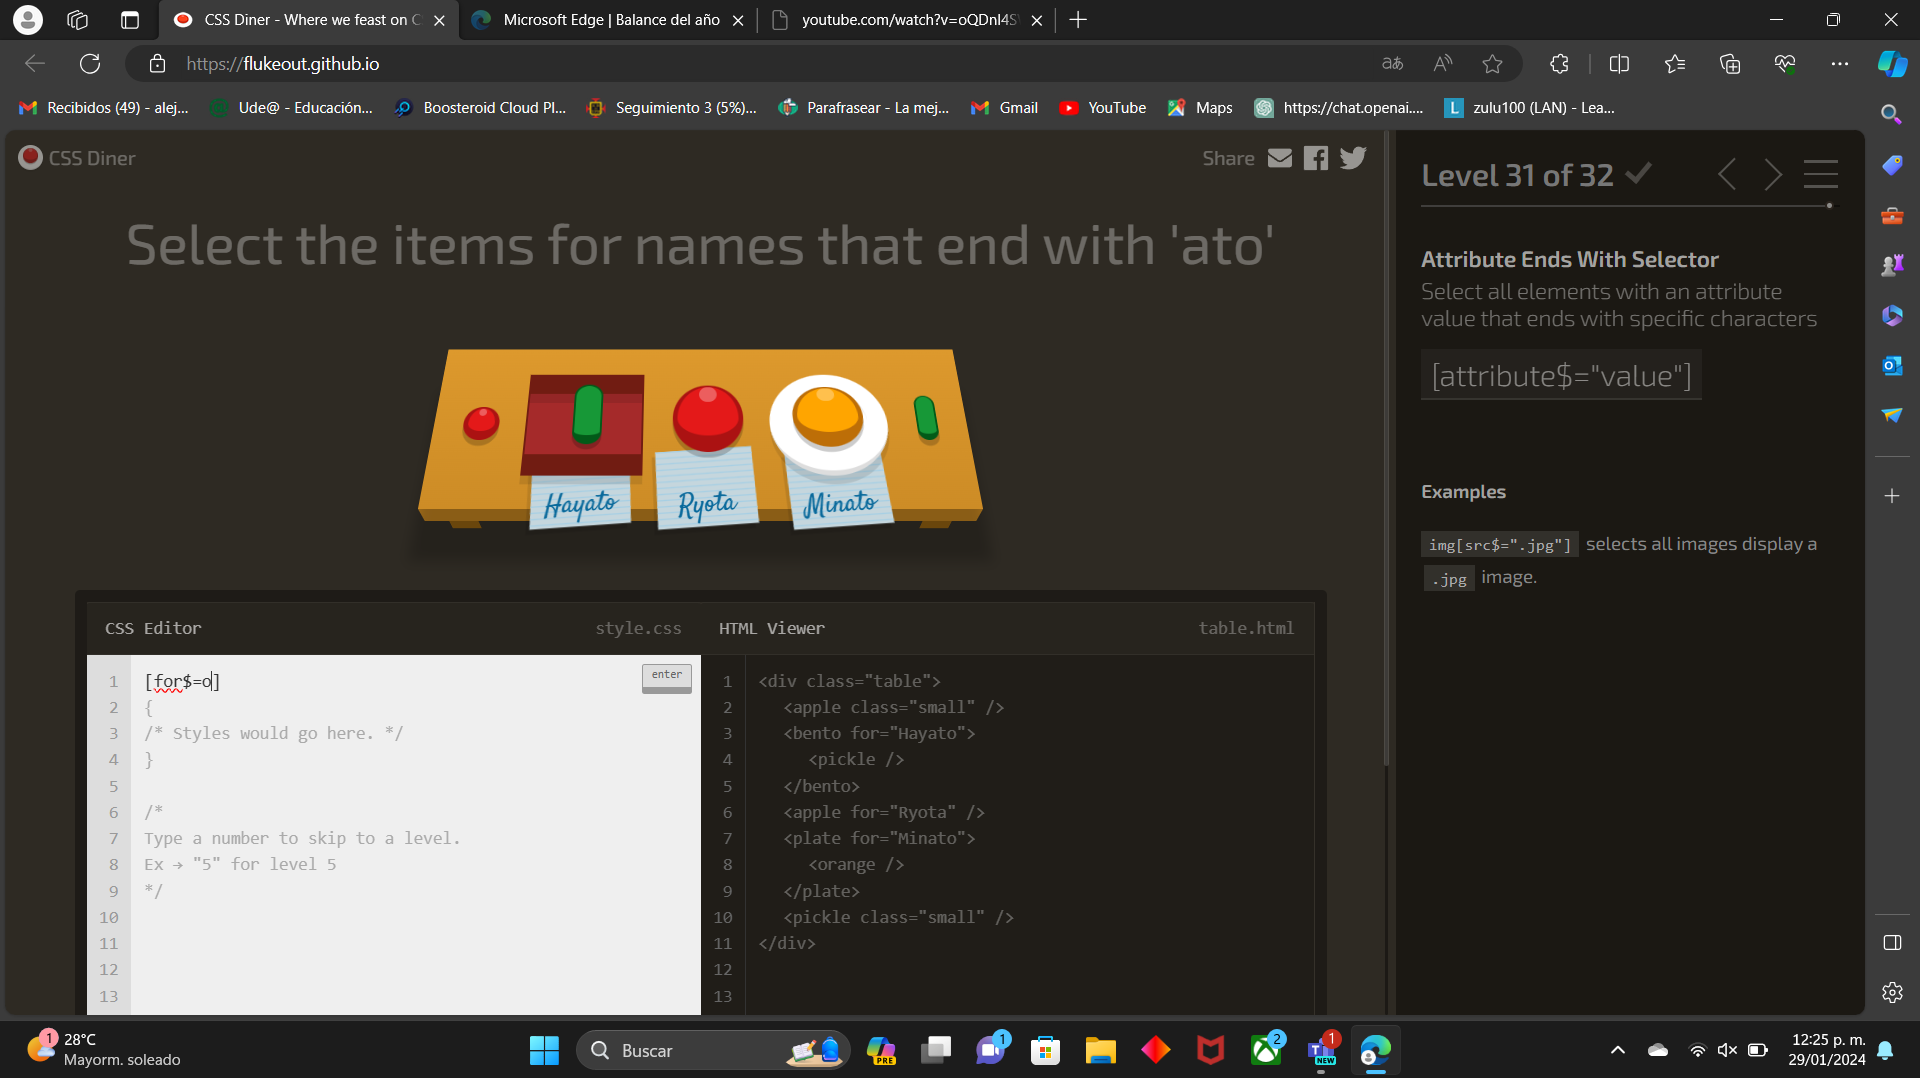 CSS Diner - Where we feast on C
Microsoft Edge | Balance del año
youtube.com/watch?v=oQDnI4S
https://flukeout.github.io
aあ
Recibidos (49) - alej...
Ude@ - Educación...
Boosteroid Cloud Pl...
Seguimiento 3 (5%)...
Parafrasear - La mej...
Gmail
YouTube
Maps
https://chat.openai....
L zulu100 (LAN) - Lea...
CSS Diner
Share
Select the items for names that end with 'ato'
Hayato
Ryota
Minato
CSS Editor
style.css
1 [for$=o]
enter
2 {
3 /* Styles would go here. */
4 }
5
6 /*
7 Type a number to skip to a level.
8 Ex → "5" for level 5
9 */
10
11
12
13
HTML Viewer
table.html
1 <div class="table">
2 <apple class="small" />
3 <bento for="Hayato">
4 <pickle />
5 </bento>
6 <apple for="Ryota" />
7 <plate for="Minato">
8 <orange />
9 </plate>
10 <pickle class="small" />
11 </div>
12
13
Level 31 of 32
Attribute Ends With Selector
Select all elements with an attribute
value that ends with specific characters
[attribute$="value"]
Examples
img[src$=".jpg"] selects all images display a
.jpg image.
1
28°C
Mayorm. soleado
Buscar
PRE
1
2
1
NEW
12:25 p. m.
29/01/2024